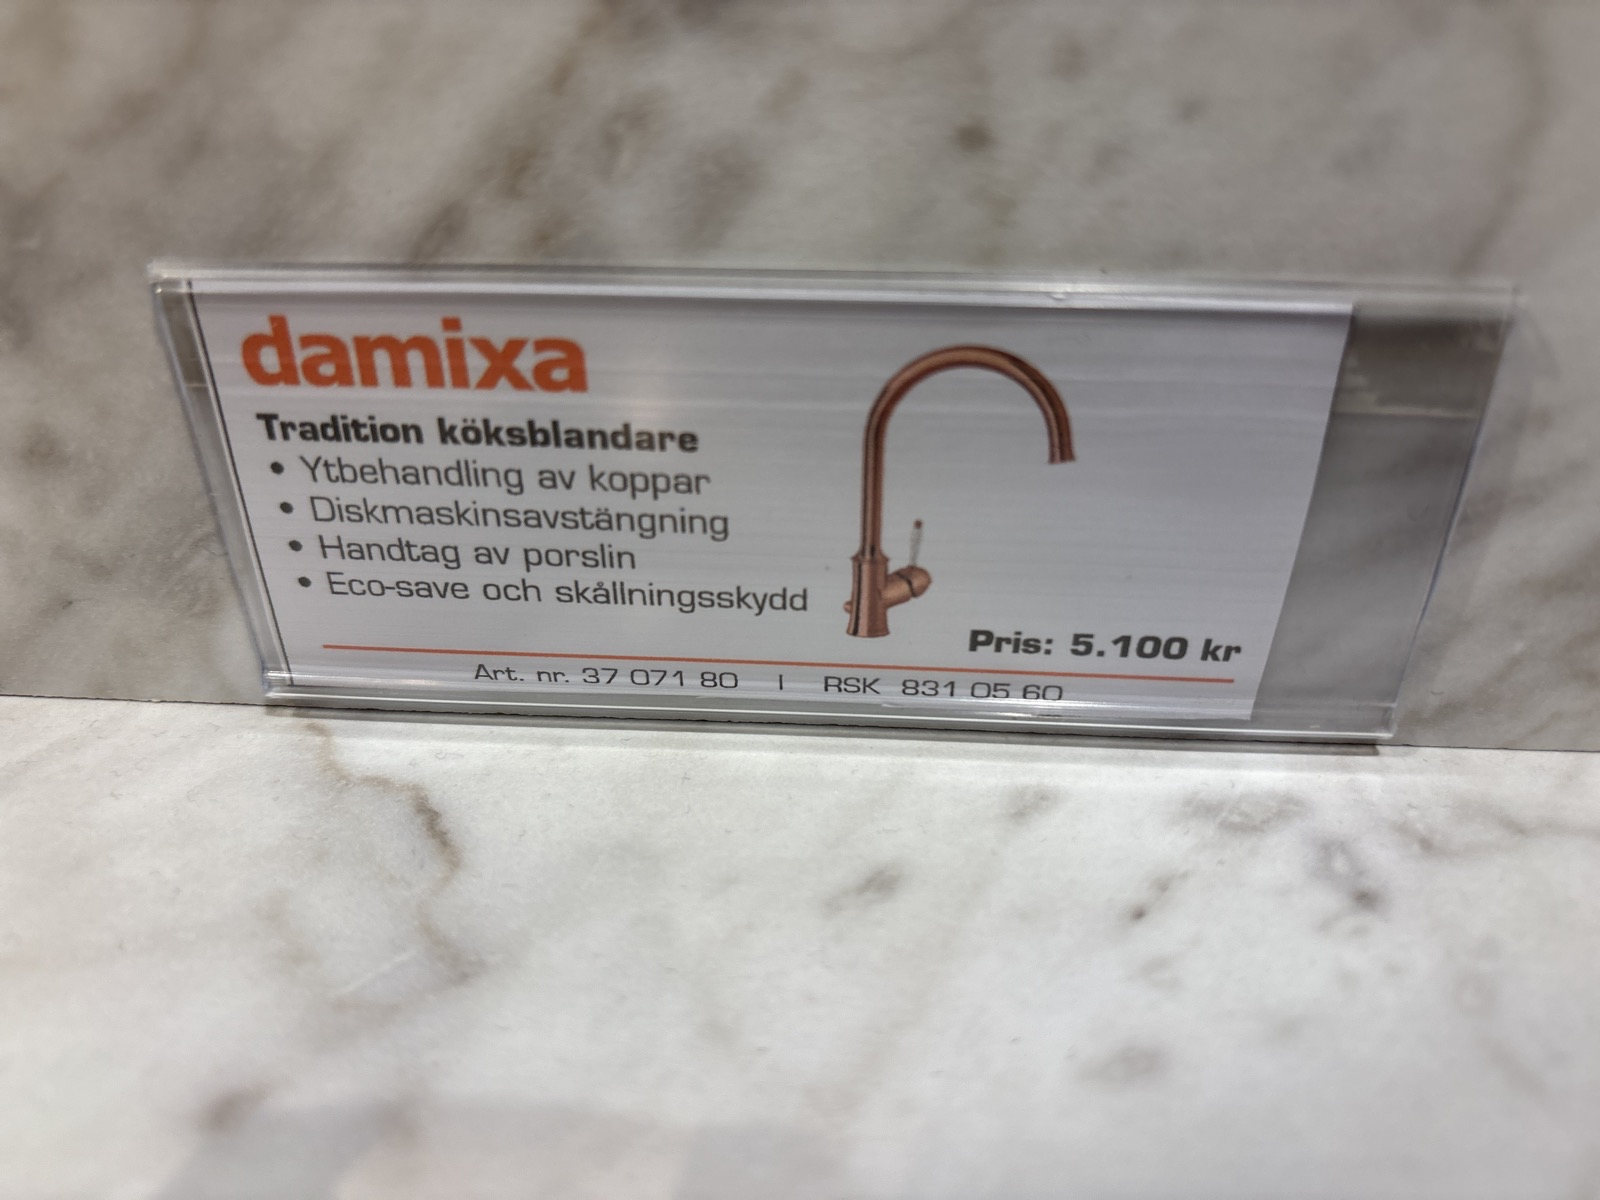 damixa
Tradition köksblandare
• Ytbehandling av koppar
• Diskmaskinsavstängning
• Handtag av porslin
• Eco-save och skållningsskydd
Pris: 5.100 kr
Art. nr. 37 071 80 | RSK 831 05 60